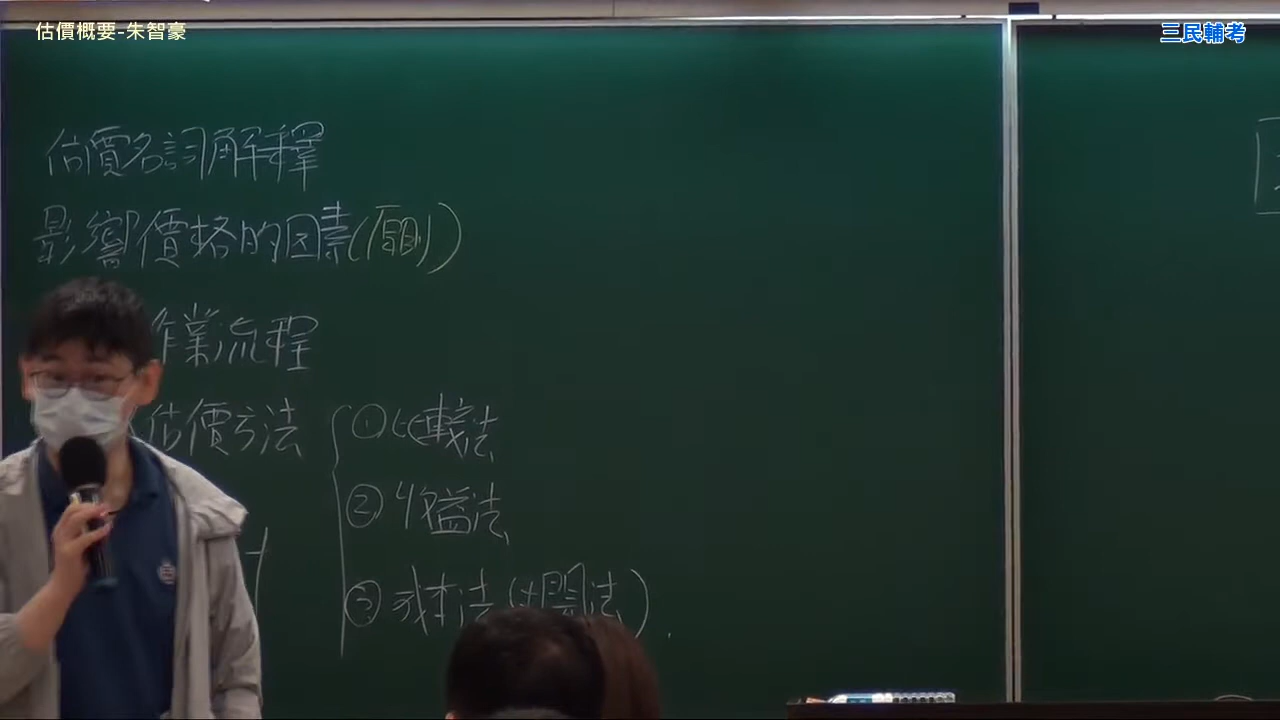 估價概要-朱智豪
三民輔考
估價名詞解釋
影響價格的因素(原則)
作業流程
估價方法
①比較法
②收益法
③成本法(土開法)